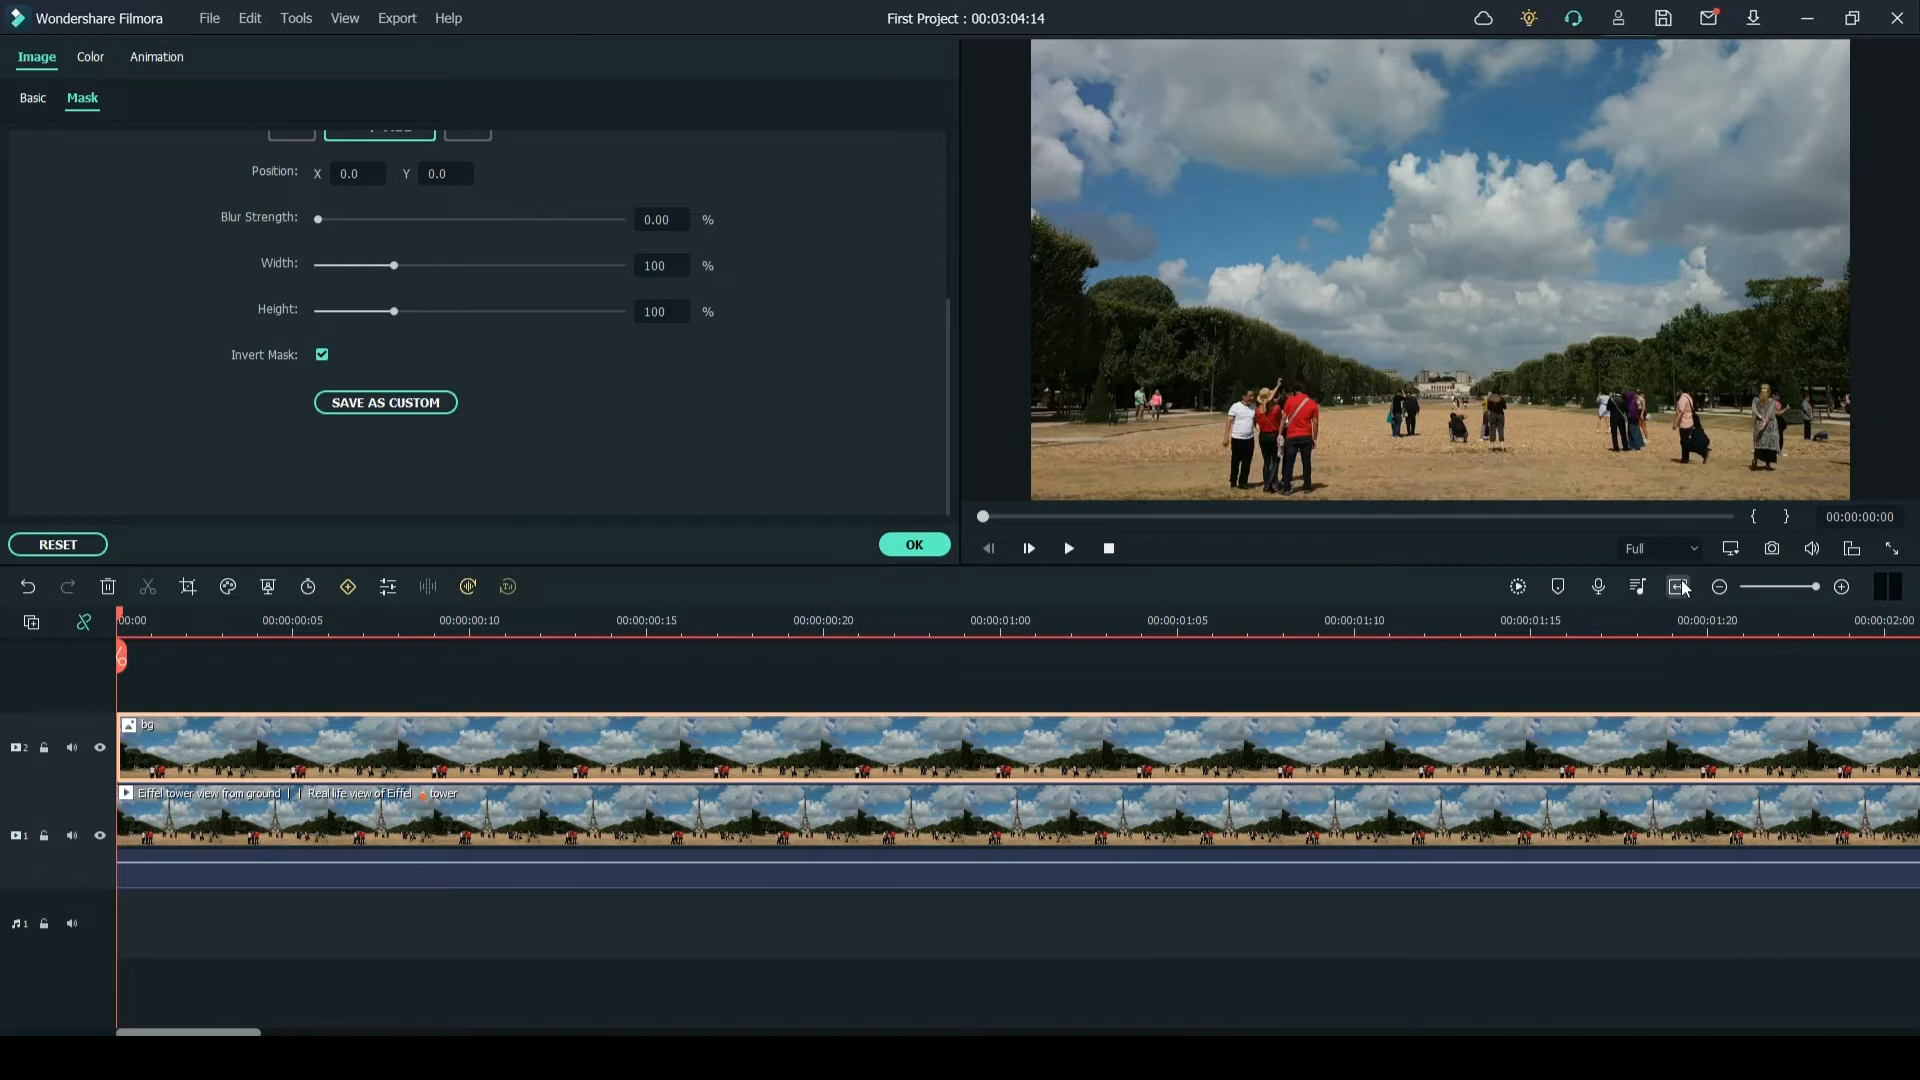 Wondershare Filmora File Edit Tools View Export Help First Project : 00:03:04:14
Image Color Animation
Basic Mask
Position: X 0.0 Y 0.0
Blur Strength: 0.00 %
Width: 100 %
Height: 100 %
Invert Mask:
SAVE AS CUSTOM
{ } 00:00:00:00
RESET OK
Full
00:00 00:00:00:05 00:00:00:10 00:00:00:15 00:00:00:20 00:00:01:00 00:00:01:05 00:00:01:10 00:00:01:15 00:00:01:20 00:00:02:00
bg
2
Eiffel tower view from ground | | Real life view of Eiffel 🗼 tower
1
1